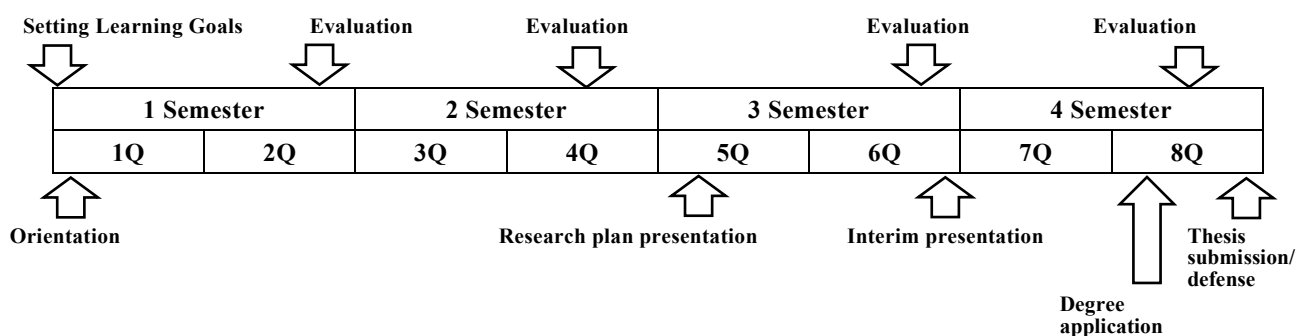 Setting Learning Goals Evaluation Evaluation Evaluation Evaluation
1 Semester 2 Semester 3 Semester 4 Semester
1Q 2Q 3Q 4Q 5Q 6Q 7Q 8Q
Orientation Research plan presentation Interim presentation Thesis
submission/
defense
Degree
application